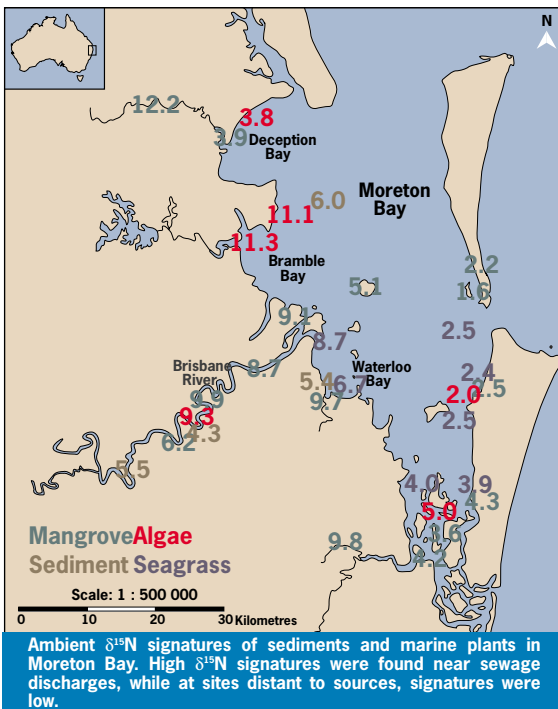 N
12.2
3.8
3.9
Deception
Bay
6.0
Moreton
Bay
11.1
11.3
Bramble
Bay
2.2
5.1
1.6
9.1
2.5
8.7
Brisbane
River
8.7
Waterloo
Bay
2.4
5.4
6.7
2.5
2.0
9.9
9.7
9.3
2.5
4.3
6.2
5.5
4.0
3.9
4.3
5.0
3.6
9.8
4.2
Mangrove Algae
Sediment Seagrass
Scale: 1 : 500 000
0 10 20 30 Kilometres
Ambient δ¹⁵N signatures of sediments and marine plants in
Moreton Bay. High δ¹⁵N signatures were found near sewage
discharges, while at sites distant to sources, signatures were
low.